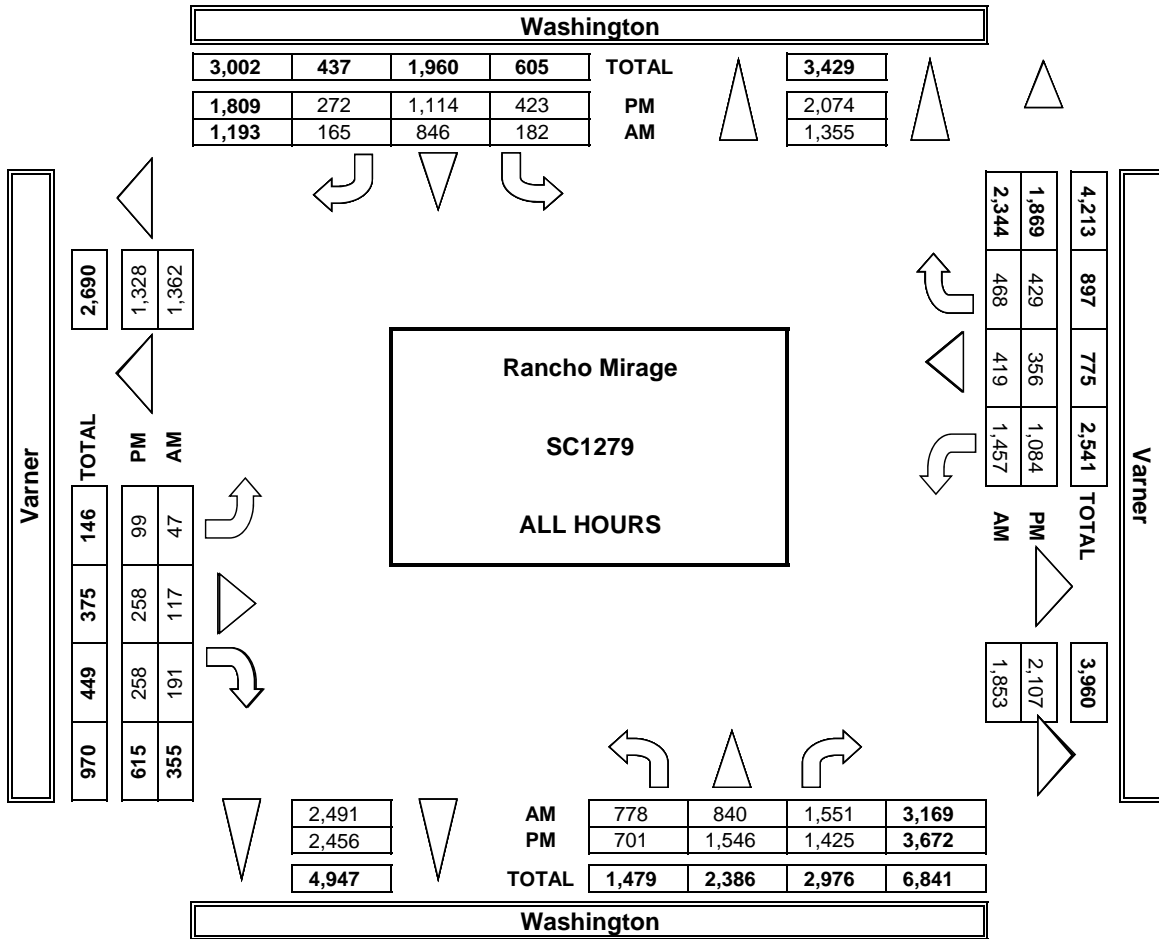 Washington
3,002 437 1,960 605 TOTAL 3,429
1,809 272 1,114 423 PM 2,074
1,193 165 846 182 AM 1,355
Varner
2,690
1,328
1,362
TOTAL 146 375 449 970
PM 99 258 258 615
AM 47 117 191 355
Rancho Mirage
SC1279
ALL HOURS
4,213 897 775 2,541 TOTAL
1,869 429 356 1,084 PM
2,344 468 419 1,457 AM
3,960
2,107
1,853
Varner
2,491 AM 778 840 1,551 3,169
2,456 PM 701 1,546 1,425 3,672
4,947 TOTAL 1,479 2,386 2,976 6,841
Washington